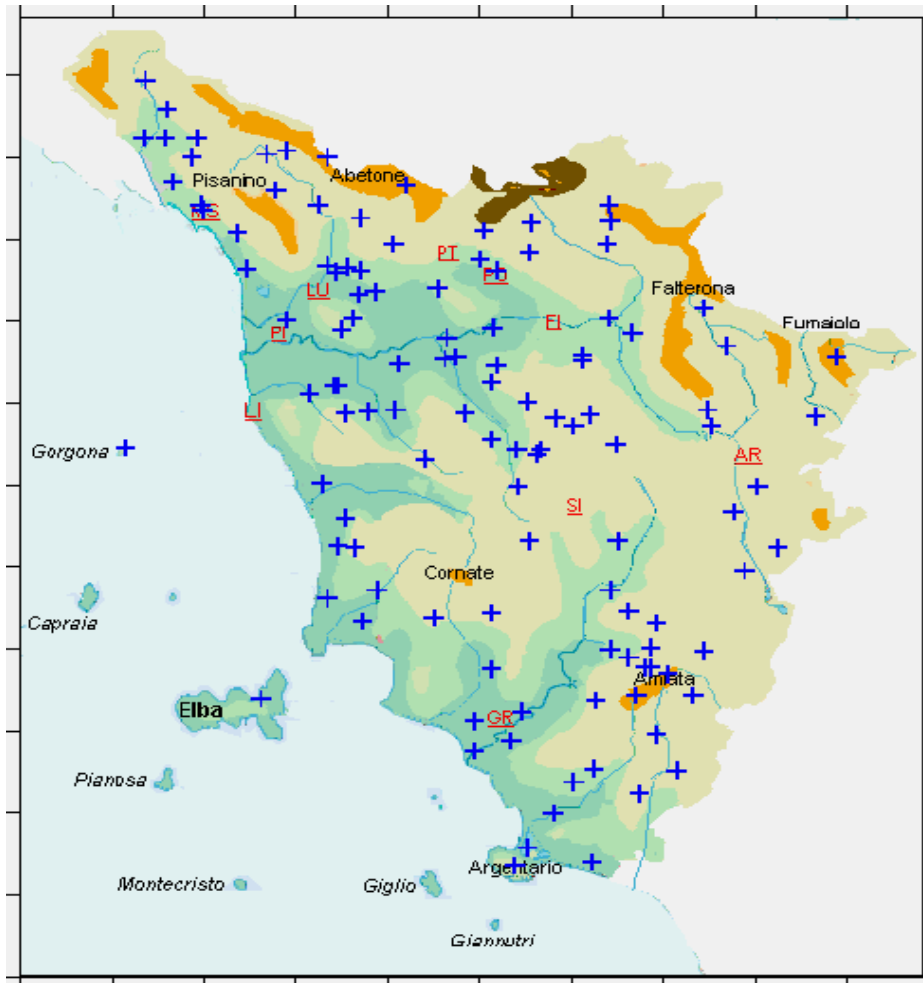 Abetone
Pisanino
MS
PT
PO
LU
Falterona
FI
Fumaiolo
PI
LI
Gorgona
AR
SI
Cornate
Capraia
Amiata
Elba
GR
Pianosa
Argentario
Montecristo
Giglio
Giannutri